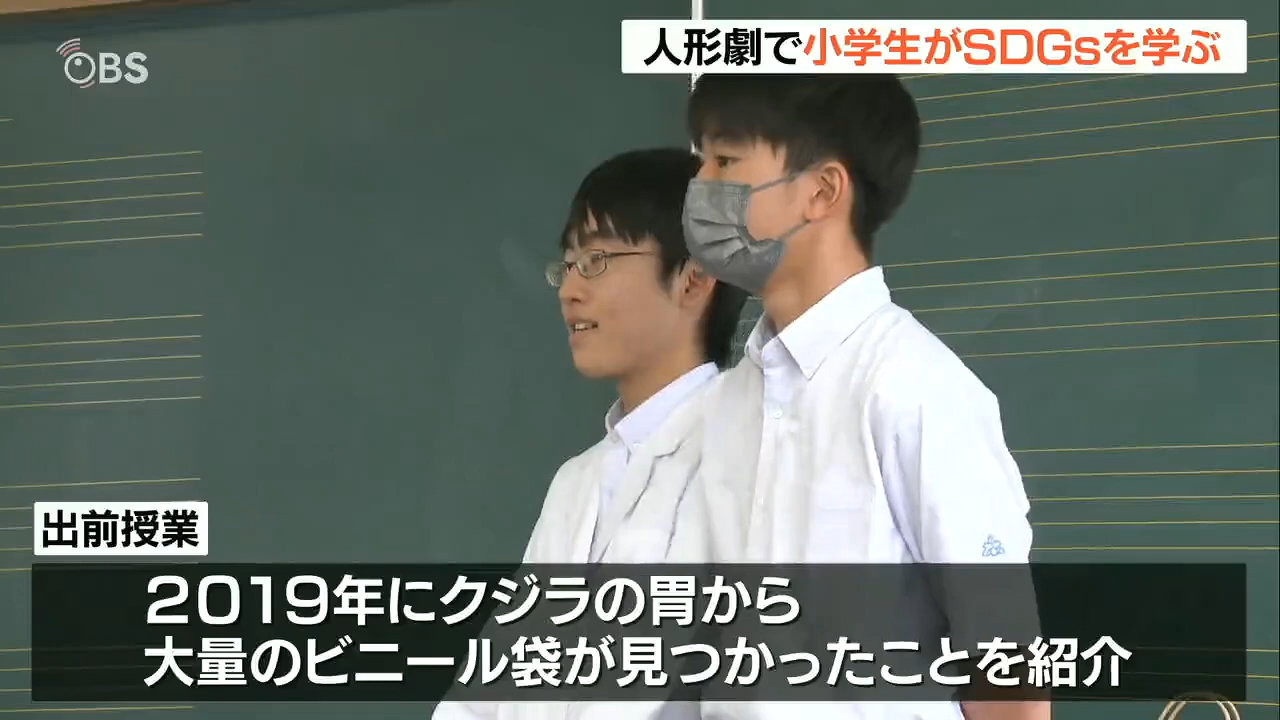 OBS
人形劇で小学生がSDGsを学ぶ
出前授業
2019年にクジラの胃から
大量のビニール袋が見つかったことを紹介